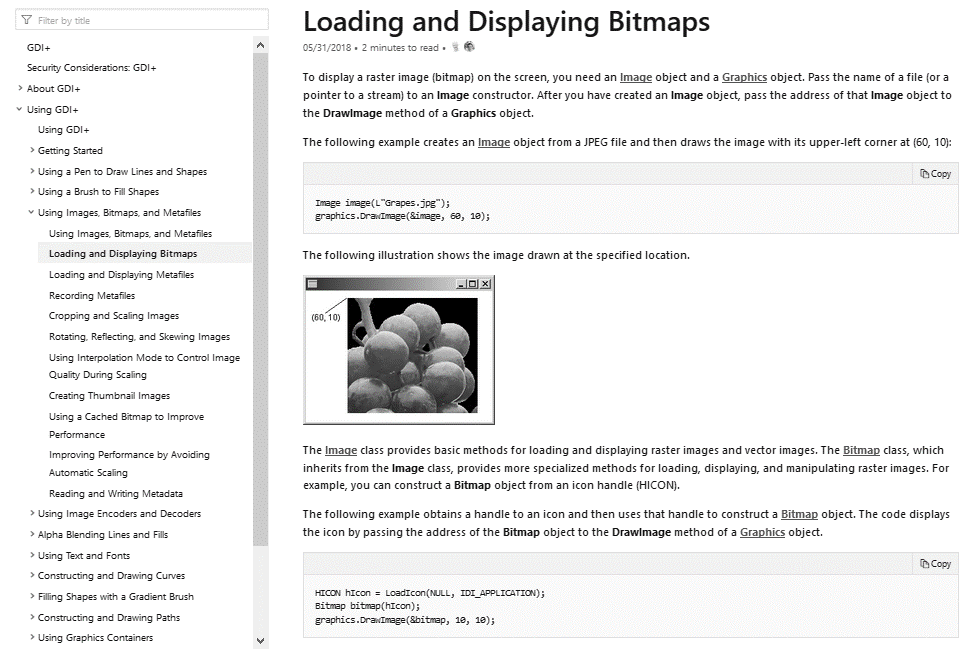 Filter by title
GDI+
Security Considerations: GDI+
About GDI+
Using GDI+
Using GDI+
Getting Started
Using a Pen to Draw Lines and Shapes
Using a Brush to Fill Shapes
Using Images, Bitmaps, and Metafiles
Using Images, Bitmaps, and Metafiles
Loading and Displaying Bitmaps
Loading and Displaying Metafiles
Recording Metafiles
Cropping and Scaling Images
Rotating, Reflecting, and Skewing Images
Using Interpolation Mode to Control Image
Quality During Scaling
Creating Thumbnail Images
Using a Cached Bitmap to Improve
Performance
Improving Performance by Avoiding
Automatic Scaling
Reading and Writing Metadata
Using Image Encoders and Decoders
Alpha Blending Lines and Fills
Using Text and Fonts
Constructing and Drawing Curves
Filling Shapes with a Gradient Brush
Constructing and Drawing Paths
Using Graphics Containers
Loading and Displaying Bitmaps
05/31/2018 • 2 minutes to read •
To display a raster image (bitmap) on the screen, you need an Image object and a Graphics object. Pass the name of a file (or a
pointer to a stream) to an Image constructor. After you have created an Image object, pass the address of that Image object to
the DrawImage method of a Graphics object.
The following example creates an Image object from a JPEG file and then draws the image with its upper-left corner at (60, 10):
Copy
Image image(L"Grapes.jpg");
graphics.DrawImage(&image, 60, 10);
The following illustration shows the image drawn at the specified location.
(60, 10)
The Image class provides basic methods for loading and displaying raster images and vector images. The Bitmap class, which
inherits from the Image class, provides more specialized methods for loading, displaying, and manipulating raster images. For
example, you can construct a Bitmap object from an icon handle (HICON).
The following example obtains a handle to an icon and then uses that handle to construct a Bitmap object. The code displays
the icon by passing the address of the Bitmap object to the DrawImage method of a Graphics object.
Copy
HICON hIcon = LoadIcon(NULL, IDI_APPLICATION);
Bitmap bitmap(hIcon);
graphics.DrawImage(&bitmap, 10, 10);